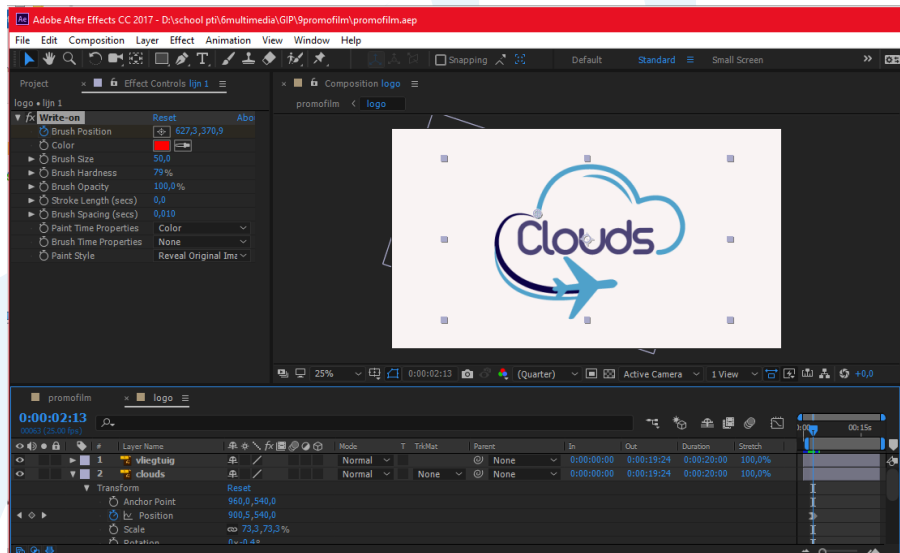 Adobe After Effects CC 2017 - D:\school pti\6multimedia\GIP\9promofilm\promofilm.aep
File Edit Composition Layer Effect Animation View Window Help
Snapping Default Standard Small Screen
Project Effect Controls lijn 1 Composition logo
logo • lijn 1 promofilm logo
fx Write-on Reset Abo
Brush Position 627,3,370,9
Color
Brush Size 50,0
Brush Hardness 79%
Brush Opacity 100,0%
Stroke Length (secs) 0,0
Brush Spacing (secs) 0,010
Paint Time Properties Color
Brush Time Properties None
Paint Style Reveal Original Ima
Clouds
25% 0:00:02:13 (Quarter) Active Camera 1 View +0,0
promofilm logo
0:00:02:13
00063 (25.00 fps) 00:15s
# Layer Name Mode T TrkMat Parent In Out Duration Stretch
1 vliegtuig Normal None 0:00:00:00 0:00:19:24 0:00:20:00 100,0%
2 clouds Normal None None 0:00:00:00 0:00:19:24 0:00:20:00 100,0%
Transform Reset
Anchor Point 960,0,540,0
Position 900,5,540,0
Scale 73,3,73,3%
Rotation 0x-0,4°